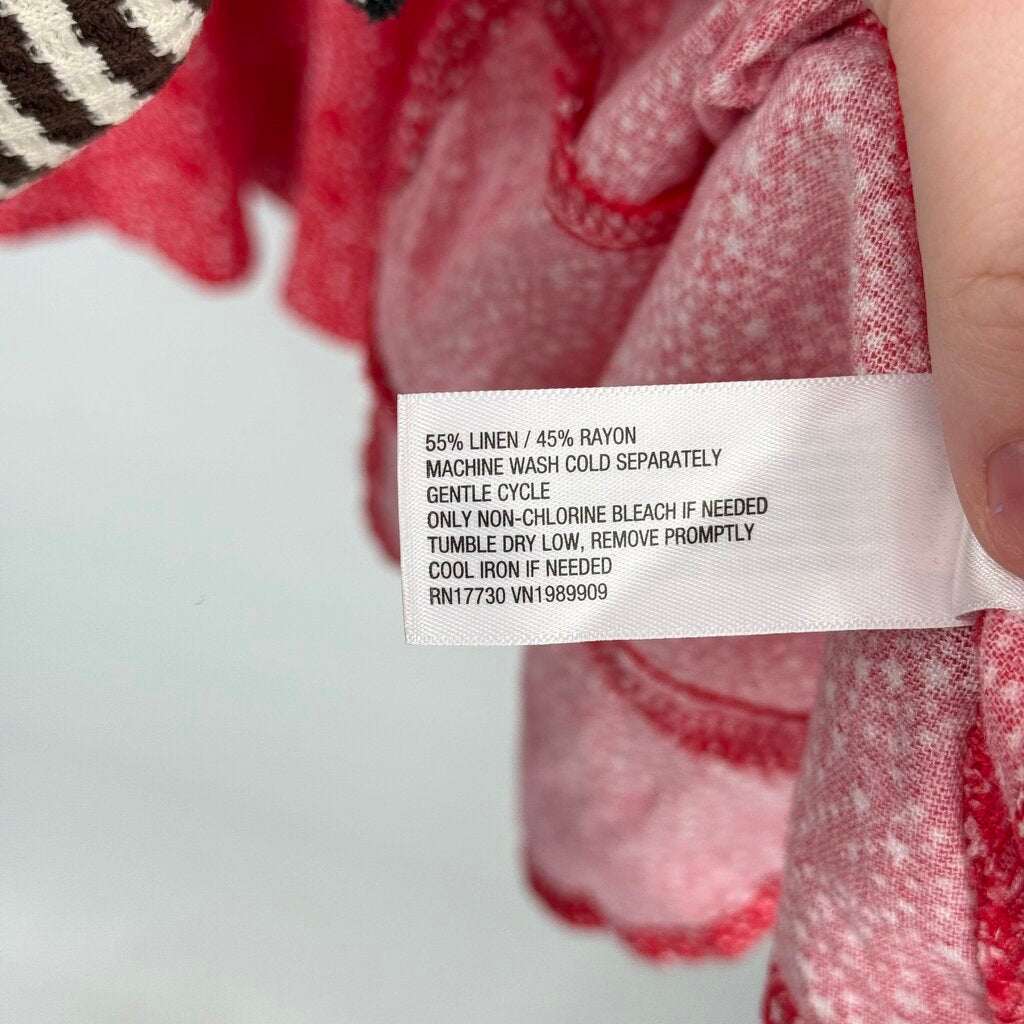 55% LINEN / 45% RAYON
MACHINE WASH COLD SEPARATELY
GENTLE CYCLE
ONLY NON-CHLORINE BLEACH IF NEEDED
TUMBLE DRY LOW, REMOVE PROMPTLY
COOL IRON IF NEEDED
RN17730 VN1989909